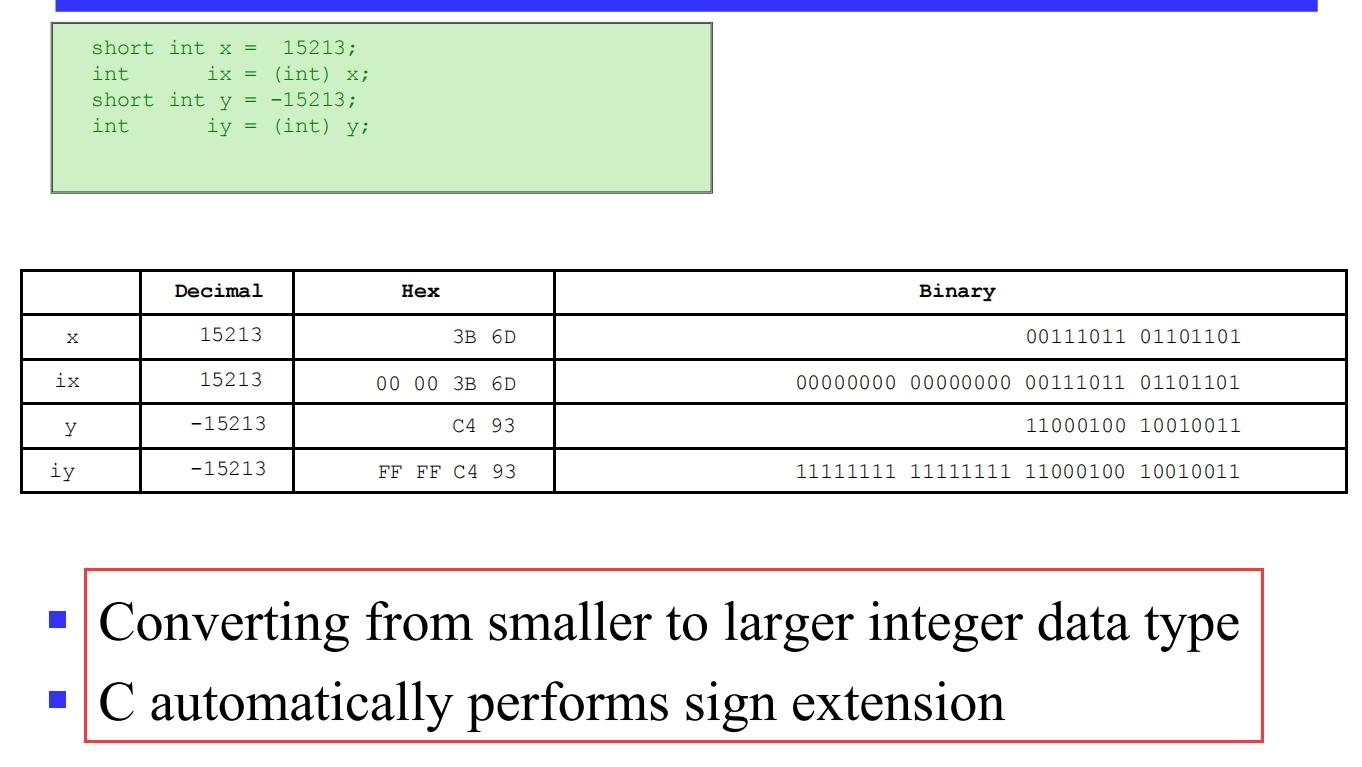 short int x =  15213;
int      ix = (int) x;
short int y = -15213;
int      iy = (int) y;
Decimal Hex Binary
x 15213 3B 6D 00111011 01101101
ix 15213 00 00 3B 6D 00000000 00000000 00111011 01101101
y -15213 C4 93 11000100 10010011
iy -15213 FF FF C4 93 11111111 11111111 11000100 10010011
Converting from smaller to larger integer data type
C automatically performs sign extension